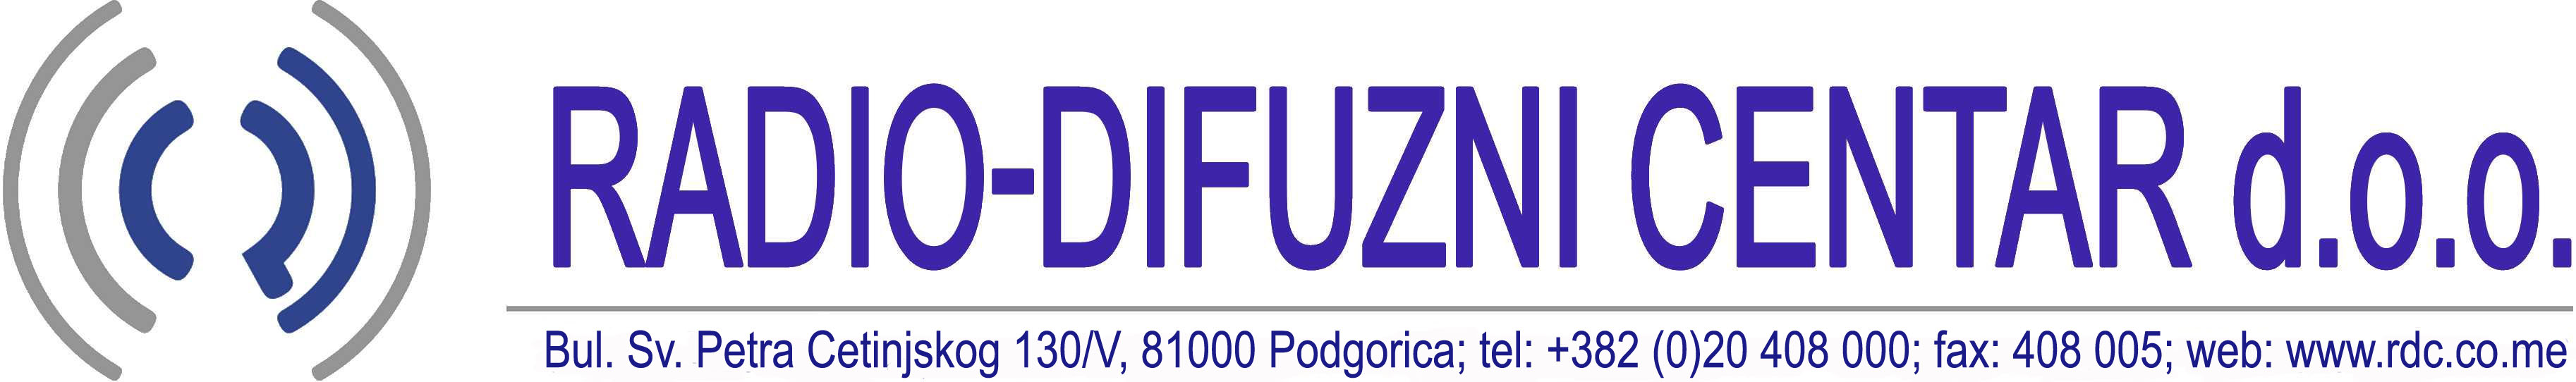 RADIO-DIFUZNI CENTAR d.o.o.
Bul. Sv. Petra Cetinjskog 130/V, 81000 Podgorica; tel: +382 (0)20 408 000; fax: 408 005; web: www.rdc.co.me